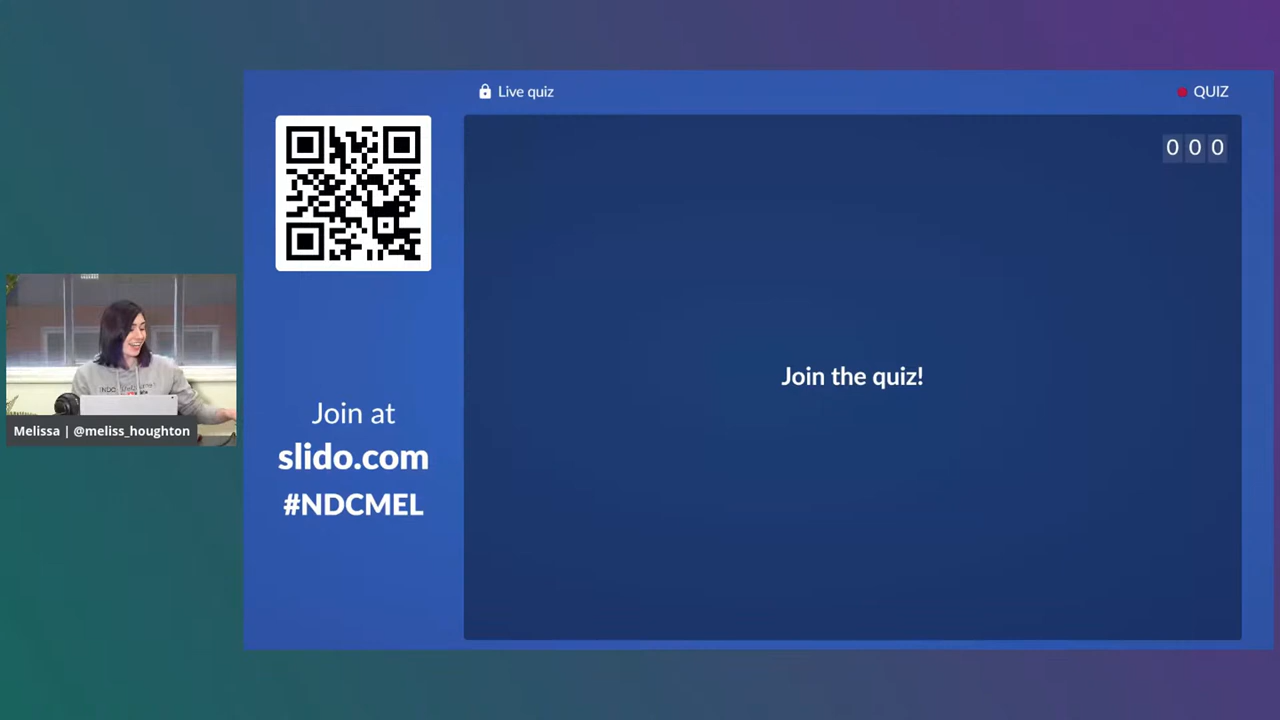 Live quiz
QUIZ
0 0 0
Join the quiz!
Join at
slido.com
#NDCMEL
Melissa | @meliss_houghton